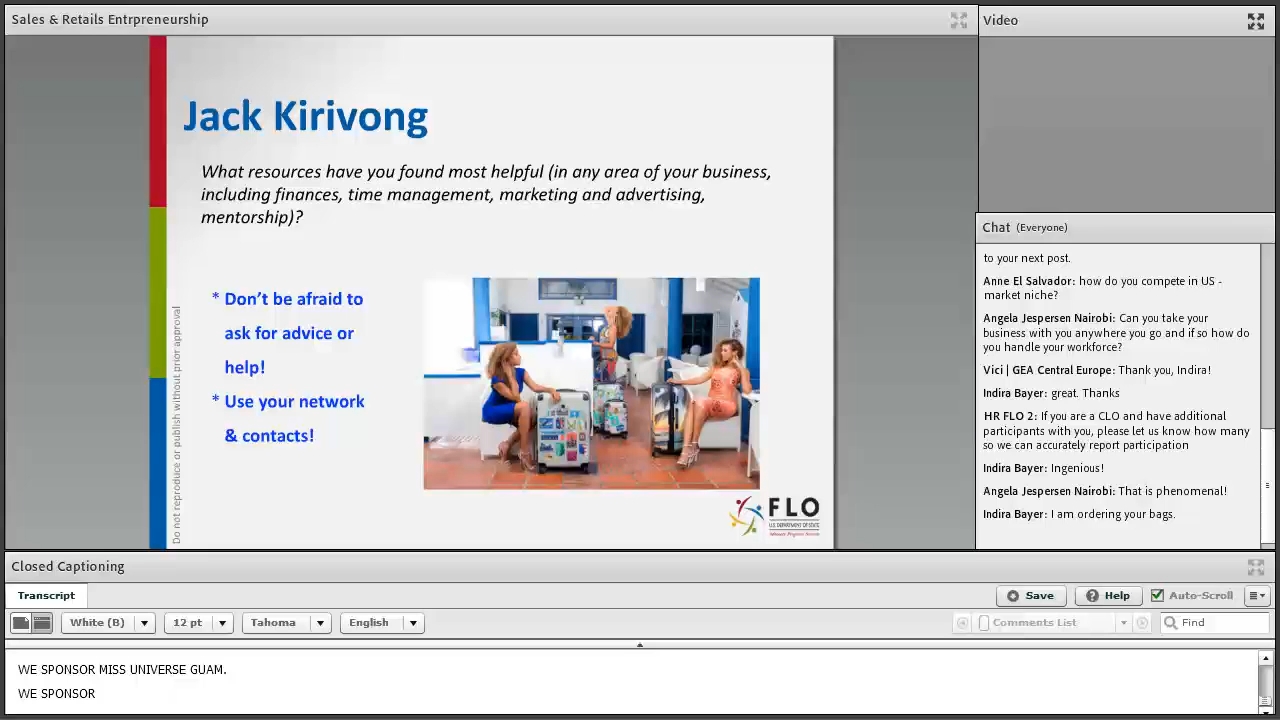 Sales & Retails Entrpreneurship
Jack Kirivong
What resources have you found most helpful (in any area of your business,
including finances, time management, marketing and advertising,
mentorship)?
* Don't be afraid to
ask for advice or
help!
* Use your network
& contacts!
Do not reproduce or publish without prior approval
FLO
U.S. DEPARTMENT OF STATE
Video
Chat (Everyone)
to your next post.
Anne El Salvador: how do you compete in US -
market niche?
Angela Jespersen Nairobi: Can you take your
business with you anywhere you go and if so how do
you handle your workforce?
Vici | GEA Central Europe: Thank you, Indira!
Indira Bayer: great. Thanks
HR FLO 2: If you are a CLO and have additional
participants with you, please let us know how many
so we can accurately report participation
Indira Bayer: Ingenious!
Angela Jespersen Nairobi: That is phenomenal!
Indira Bayer: I am ordering your bags.
Closed Captioning
Transcript
Save
Help
Auto-Scroll
White (B)
12 pt
Tahoma
English
Comments List
Find
WE SPONSOR MISS UNIVERSE GUAM.
WE SPONSOR